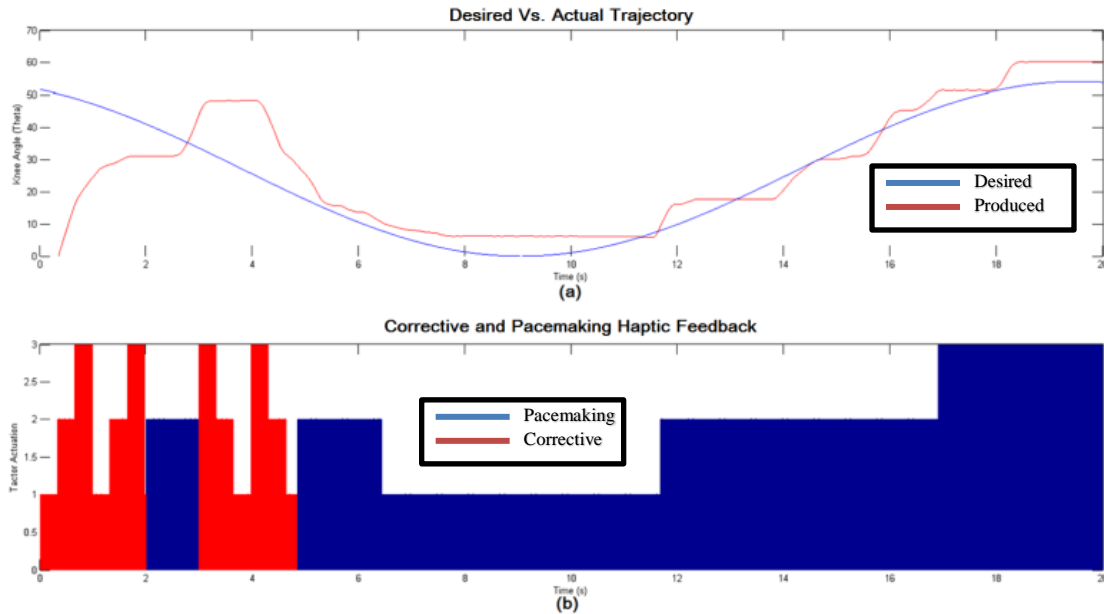 Desired Vs. Actual Trajectory
70
60
50
40
30
20
10
0
Knee Angle (Theta)
Desired
Produced
0 2 4 6 8 10 12 14 16 18 20
Time (s)
(a)
Corrective and Pacemaking Haptic Feedback
3
2.5
2
1.5
1
0.5
0
Tactor Actuation
Pacemaking
Corrective
0 2 4 6 8 10 12 14 16 18 20
Time (s)
(b)